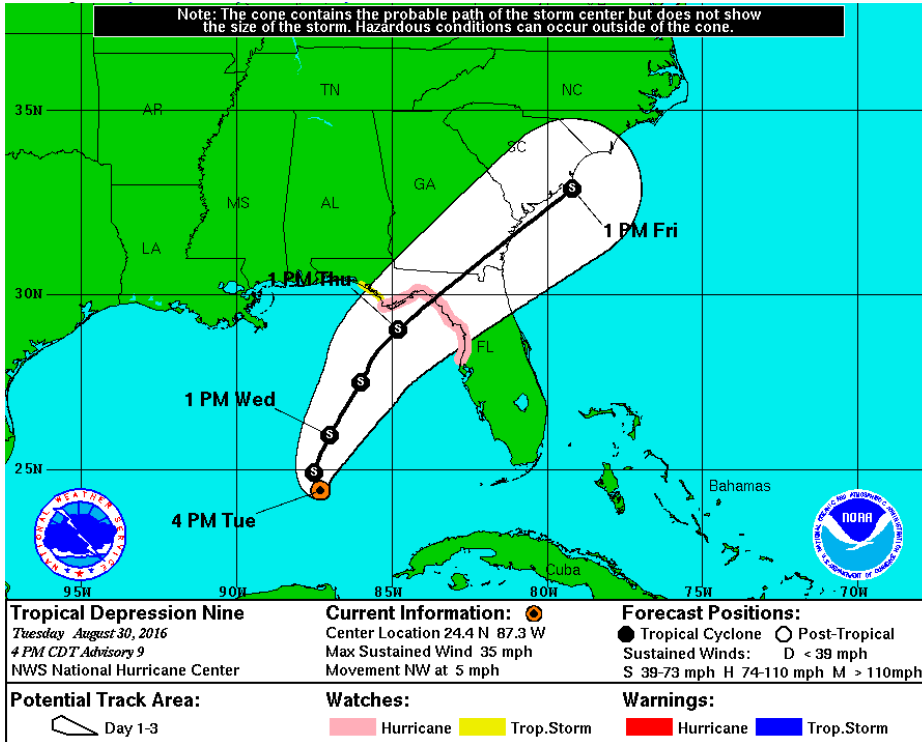 Note: The cone contains the probable path of the storm center but does not show
the size of the storm. Hazardous conditions can occur outside of the cone.
TN
NC
AR
35N
SC
MS
AL
GA
LA
1 PM Fri
1 PM Thu
30N
FL
1 PM Wed
25N
Bahamas
4 PM Tue
NATIONAL WEATHER SERVICE
NOAA
Cuba
95W
90W
85W
80W
75W
70W
Tropical Depression Nine
Tuesday August 30, 2016
4 PM CDT Advisory 9
NWS National Hurricane Center
Current Information:
Center Location 24.4 N 87.3 W
Max Sustained Wind 35 mph
Movement NW at 5 mph
Forecast Positions:
Tropical Cyclone Post-Tropical
Sustained Winds: D < 39 mph
S 39-73 mph H 74-110 mph M > 110mph
Potential Track Area:
Day 1-3
Watches:
Hurricane Trop.Storm
Warnings:
Hurricane Trop.Storm
S
S
S
S
S